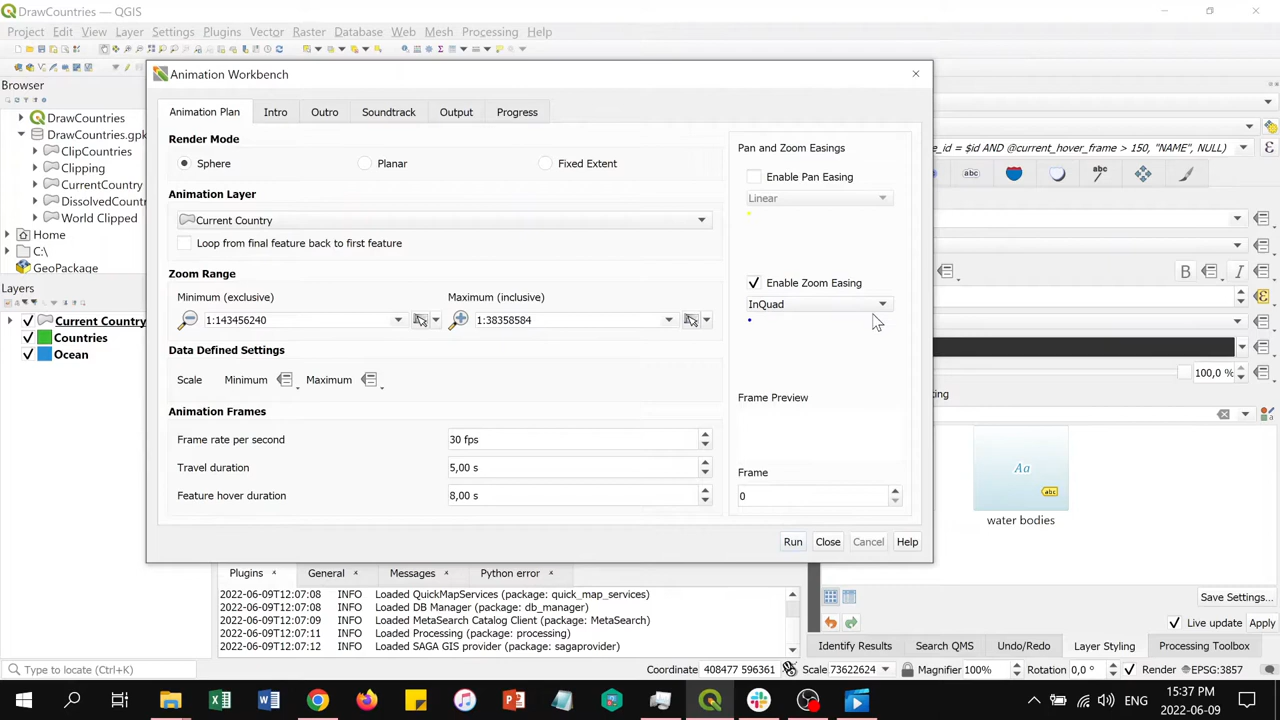 DrawCountries — QGIS
Project Edit View Layer Settings Plugins Vector Raster Database Web Mesh Processing Help
Browser
DrawCountries
DrawCountries.gpk
ClipCountries
Clipping
CurrentCountry
DissolvedCountr
World Clipped
Home
C:\
GeoPackage
Layers
Current Country
Countries
Ocean
Animation Workbench
Animation Plan Intro Outro Soundtrack Output Progress
Render Mode
Sphere Planar Fixed Extent
Animation Layer
Current Country
Loop from final feature back to first feature
Zoom Range
Minimum (exclusive) Maximum (inclusive)
1:143456240 1:38358584
Data Defined Settings
Scale Minimum Maximum
Animation Frames
Frame rate per second 30 fps
Travel duration 5,00 s
Feature hover duration 8,00 s
Pan and Zoom Easings
Enable Pan Easing
Linear
Enable Zoom Easing
InQuad
Frame Preview
Frame
0
Run Close Cancel Help
e_id = $id AND @current_hover_frame > 150, "NAME", NULL)
abc
B I
100,0 %
ting
Aa
abc
water bodies
Save Settings...
Live update Apply
Identify Results Search QMS Undo/Redo Layer Styling Processing Toolbox
Plugins General Messages Python error
2022-06-09T12:07:08 INFO Loaded QuickMapServices (package: quick_map_services)
2022-06-09T12:07:08 INFO Loaded DB Manager (package: db_manager)
2022-06-09T12:07:09 INFO Loaded MetaSearch Catalog Client (package: MetaSearch)
2022-06-09T12:07:11 INFO Loaded Processing (package: processing)
2022-06-09T12:07:11 INFO Loaded SAGA GIS provider (package: sagaprovider)
Type to locate (Ctrl+K) Coordinate 408477 596361 Scale 73622624 Magnifier 100% Rotation 0,0 ° Render EPSG:3857
ENG 15:37 PM
2022-06-09